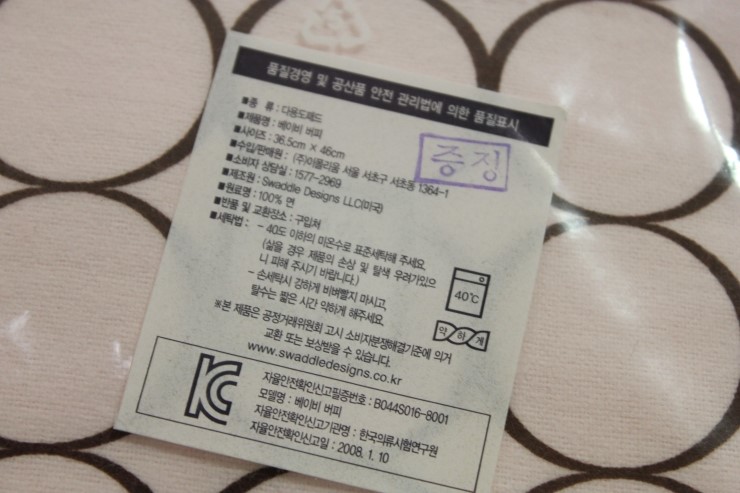 품질경영 및 공산품 안전 관리법에 의한 품질표시
■종 류 : 다용도패드
■제품명 : 베이비 버피
■사이즈 : 36.5cm X 46cm
■수입/판매원 : (주)이폴리움 서울 서초구 서초동 1364-1
■소비자 상담실 : 1577-2969
■제조원 : Swaddle Designs LLC(미국)
■원료명 : 100% 면
■반품 및 교환장소 : 구입처
■세탁법 : - 40도 이하의 미온수로 표준세탁해 주세요.
(삶을 경우 제품의 손상 및 탈색 우려가있으
니 피해 주시기 바랍니다.)
- 손세탁시 강하게 비벼빨지 마시고,
탈수는 짧은 시간 약하게 해주세요.
※본 제품은 공정거래위원회 고시 소비자분쟁해결기준에 의거
교환 또는 보상받을 수 있습니다.
www.swaddledesigns.co.kr
증정
40℃
약하게
KC
자율안전확인신고필증번호 : B044S016-8001
모델명 : 베이비 버피
자율안전확인신고기관명 : 한국의류시험연구원
자율안전확인신고일 : 2008. 1. 10